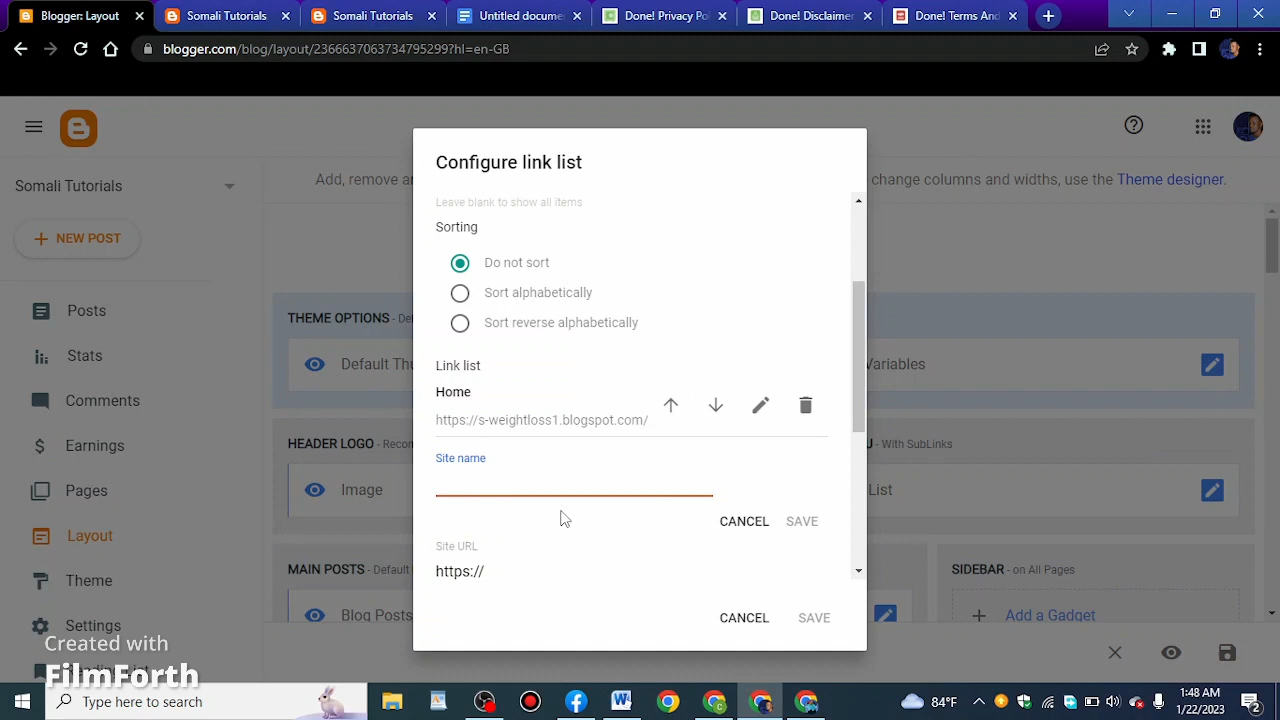 Blogger: Layout
Somali Tutorials
Somali Tutorials
Untitled docume
Done! Privacy Po
Done! Disclaimer
Done! Terms And
blogger.com/blog/layout/2366637063734795299?hl=en-GB
Configure link list
Somali Tutorials
Add, remove a
change columns and widths, use the Theme designer.
Leave blank to show all items
Sorting
NEW POST
Do not sort
Sort alphabetically
Posts
THEME OPTIONS - De
Sort reverse alphabetically
Stats
Default Thu
Variables
Link list
Home
Comments
https://s-weightloss1.blogspot.com/
Earnings
HEADER LOGO - Recon
U - With SubLinks
Site name
Pages
Image
List
CANCEL SAVE
Layout
Site URL
MAIN POSTS - Default
https://
SIDEBAR - on All Pages
Theme
Blog Posts
Add a Gadget
CANCEL SAVE
Settings
Created with
FilmForth
Type here to search
84°F
1:48 AM
1/22/2023
2